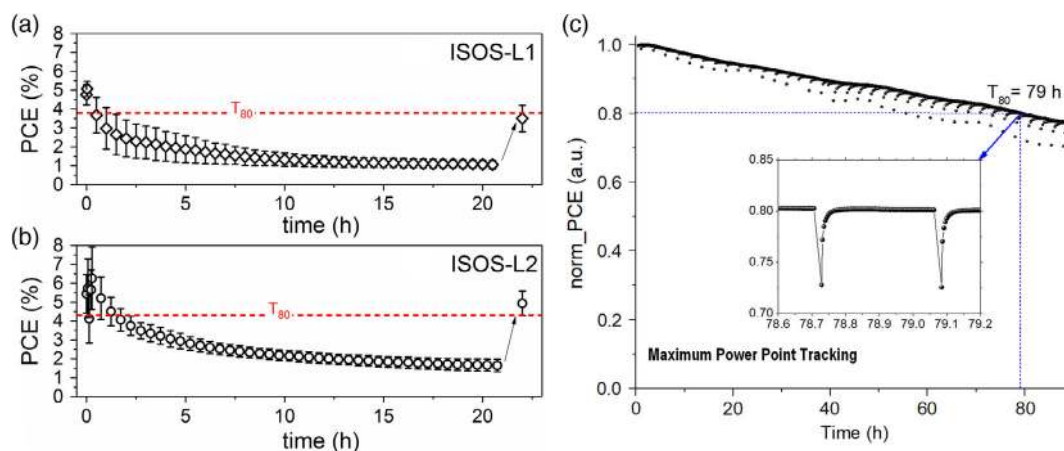 (a)
ISOS-L1
PCE (%)
8
7
6
5
4
3
2
1
0
T80
0 5 10 15 20
time (h)
(b)
ISOS-L2
PCE (%)
8
7
6
5
4
3
2
1
0
T80
0 5 10 15 20
time (h)
(c)
norm_PCE (a.u.)
1.0
0.8
0.6
0.4
0.2
0.0
T80= 79 h
0.85
0.80
0.75
0.70
78.6 78.7 78.8 78.9 79.0 79.1 79.2
Maximum Power Point Tracking
0 20 40 60 80
Time (h)